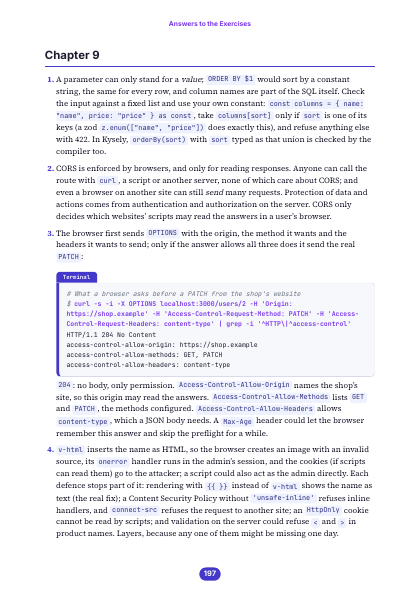 Answers to the Exercises
Chapter 9
1. A parameter can only stand for a value; ORDER BY $1 would sort by a constant
string, the same for every row, and column names are part of the SQL itself. Check
the input against a fixed list and use your own constant: const columns = { name:
"name", price: "price" } as const, take columns[sort] only if sort is one of its
keys (a zod z.enum(["name", "price"]) does exactly this), and refuse anything else
with 422. In Kysely, orderBy(sort) with sort typed as that union is checked by the
compiler too.
2. CORS is enforced by browsers, and only for reading responses. Anyone can call the
route with curl, a script or another server, none of which care about CORS; and
even a browser on another site can still send many requests. Protection of data and
actions comes from authentication and authorization on the server. CORS only
decides which websites' scripts may read the answers in a user's browser.
3. The browser first sends OPTIONS with the origin, the method it wants and the
headers it wants to send; only if the answer allows all three does it send the real
PATCH:
Terminal
# What a browser asks before a PATCH from the shop's website
$ curl -s -i -X OPTIONS localhost:3000/users/2 -H 'Origin:
https://shop.example' -H 'Access-Control-Request-Method: PATCH' -H 'Access-
Control-Request-Headers: content-type' | grep -i '^HTTP\|^access-control'
HTTP/1.1 204 No Content
access-control-allow-origin: https://shop.example
access-control-allow-methods: GET, PATCH
access-control-allow-headers: content-type
204: no body, only permission. Access-Control-Allow-Origin names the shop's
site, so this origin may read the answers. Access-Control-Allow-Methods lists GET
and PATCH, the methods configured. Access-Control-Allow-Headers allows
content-type, which a JSON body needs. A Max-Age header could let the browser
remember this answer and skip the preflight for a while.
4. v-html inserts the name as HTML, so the browser creates an image with an invalid
source, its onerror handler runs in the admin's session, and the cookies (if scripts
can read them) go to the attacker; a script could also act as the admin directly. Each
defence stops part of it: rendering with {{ }} instead of v-html shows the name as
text (the real fix); a Content Security Policy without 'unsafe-inline' refuses inline
handlers, and connect-src refuses the request to another site; an HttpOnly cookie
cannot be read by scripts; and validation on the server could refuse < and > in
product names. Layers, because any one of them might be missing one day.
197